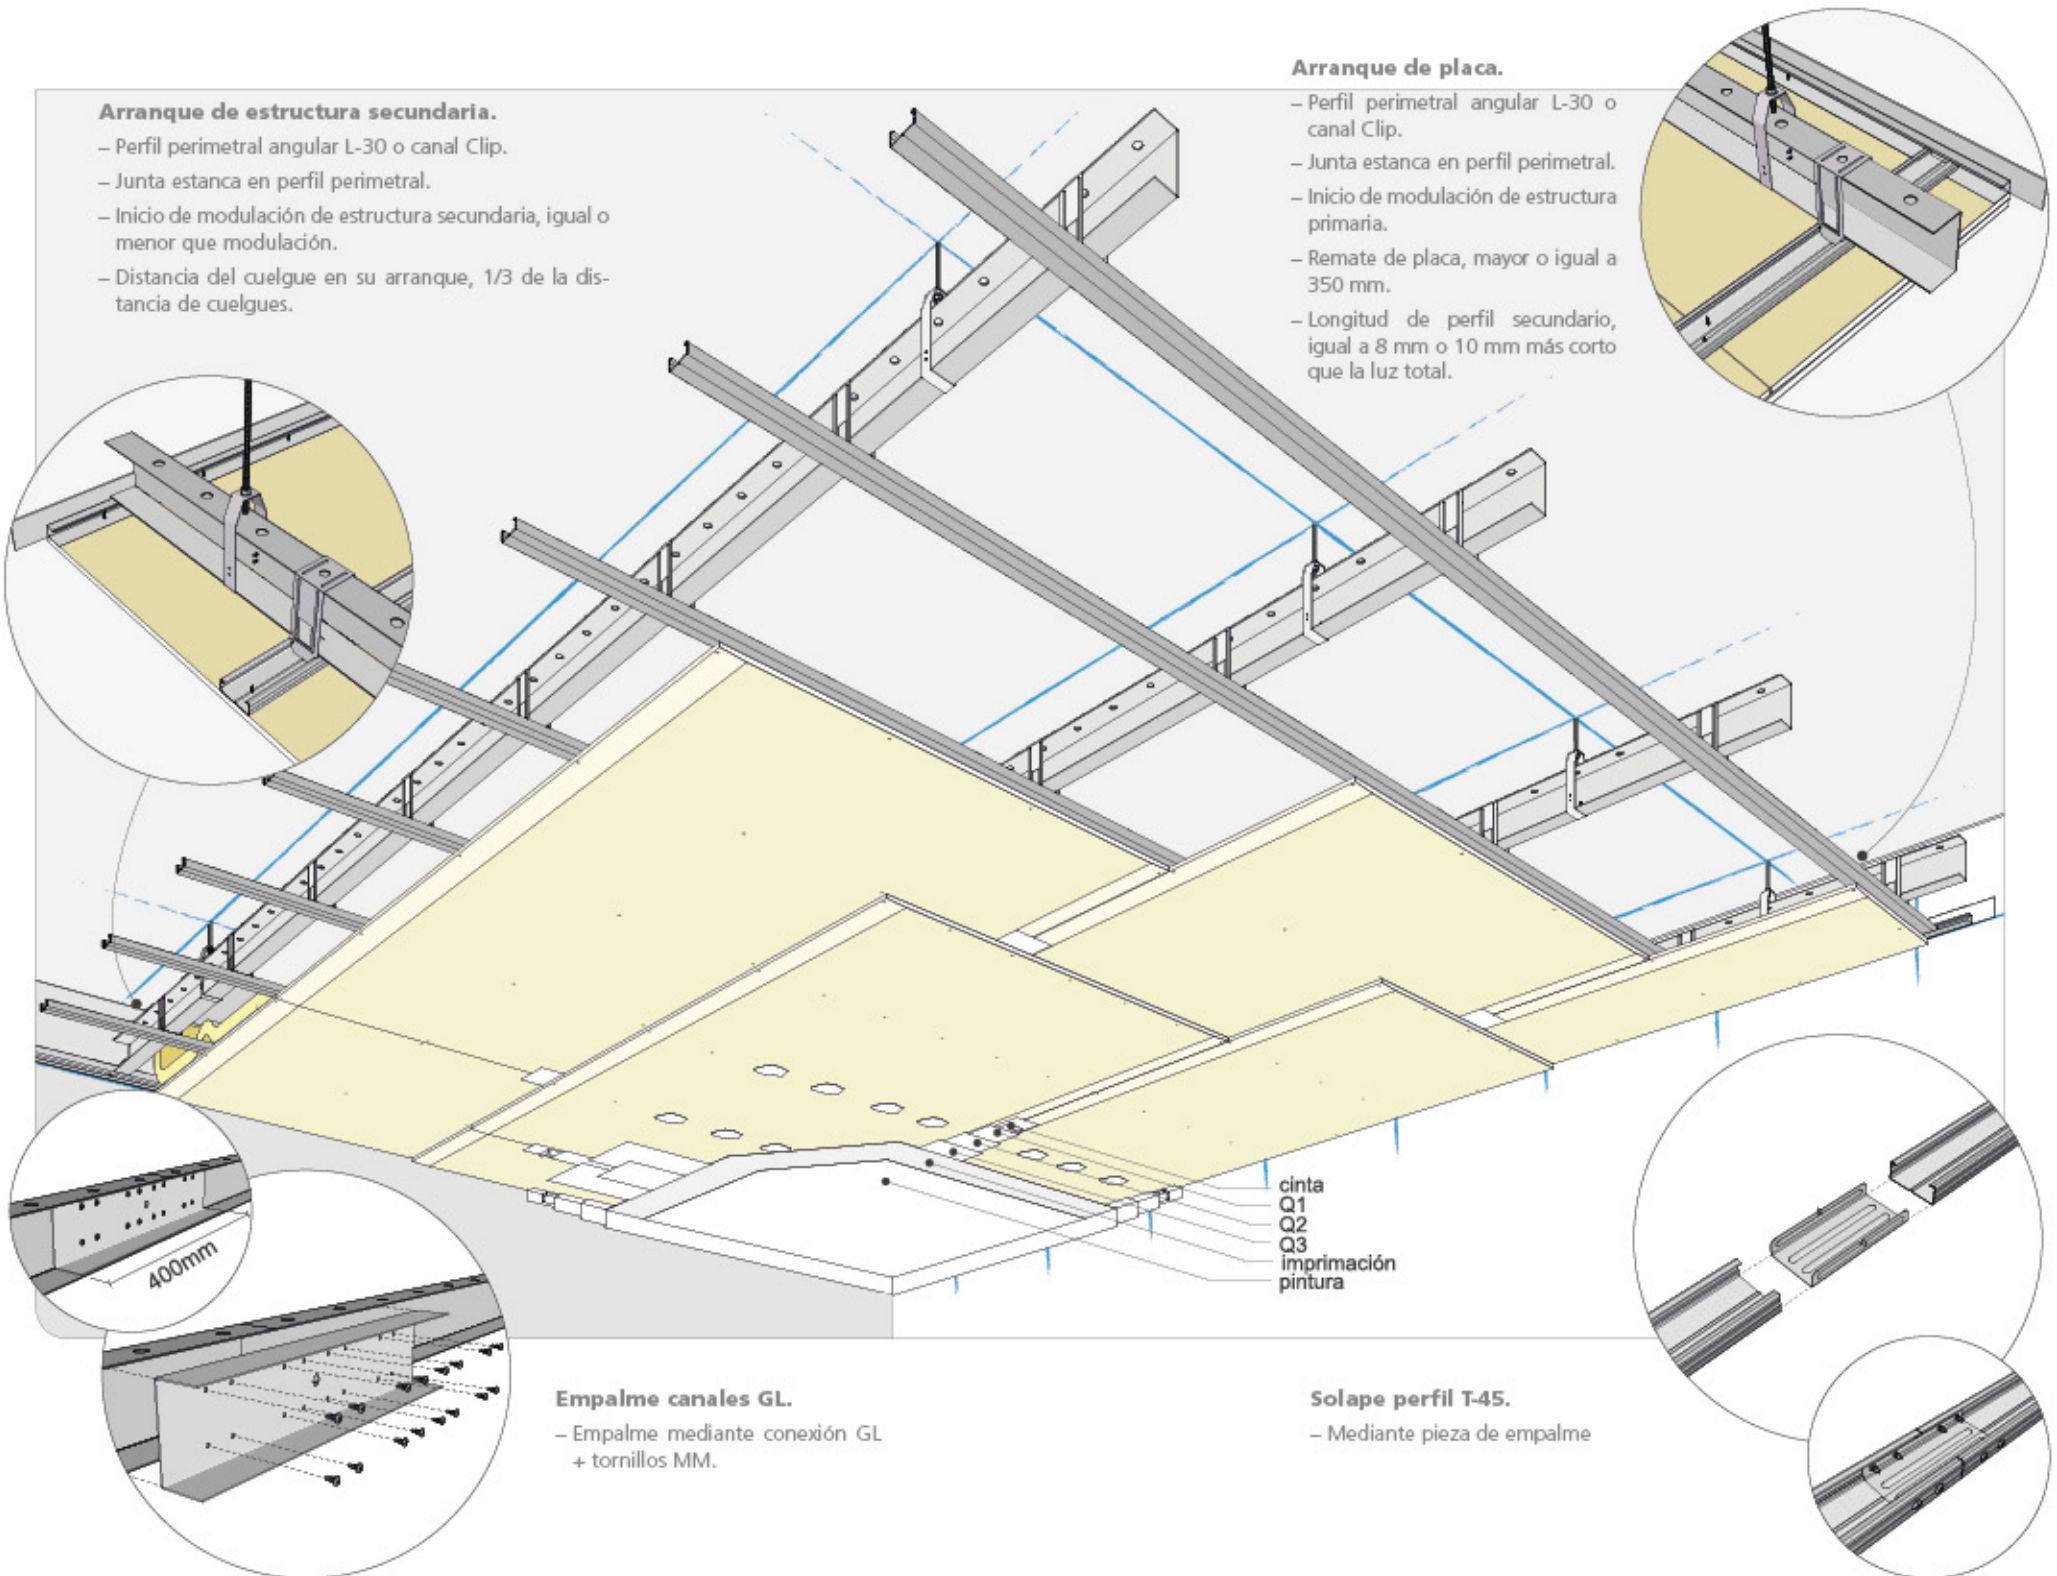 Arranque de estructura secundaria.
– Perfil perimetral angular L-30 o canal Clip.
– Junta estanca en perfil perimetral.
– Inicio de modulación de estructura secundaria, igual o
menor que modulación.
– Distancia del cuelgue en su arranque, 1/3 de la dis-
tancia de cuelgues.
Arranque de placa.
– Perfil perimetral angular L-30 o
canal Clip.
– Junta estanca en perfil perimetral.
– Inicio de modulación de estructura
primaria.
– Remate de placa, mayor o igual a
350 mm.
– Longitud de perfil secundario,
igual a 8 mm o 10 mm más corto
que la luz total.
cinta
Q1
Q2
Q3
imprimación
pintura
400mm
Empalme canales GL.
– Empalme mediante conexión GL
+ tornillos MM.
Solape perfil T-45.
– Mediante pieza de empalme